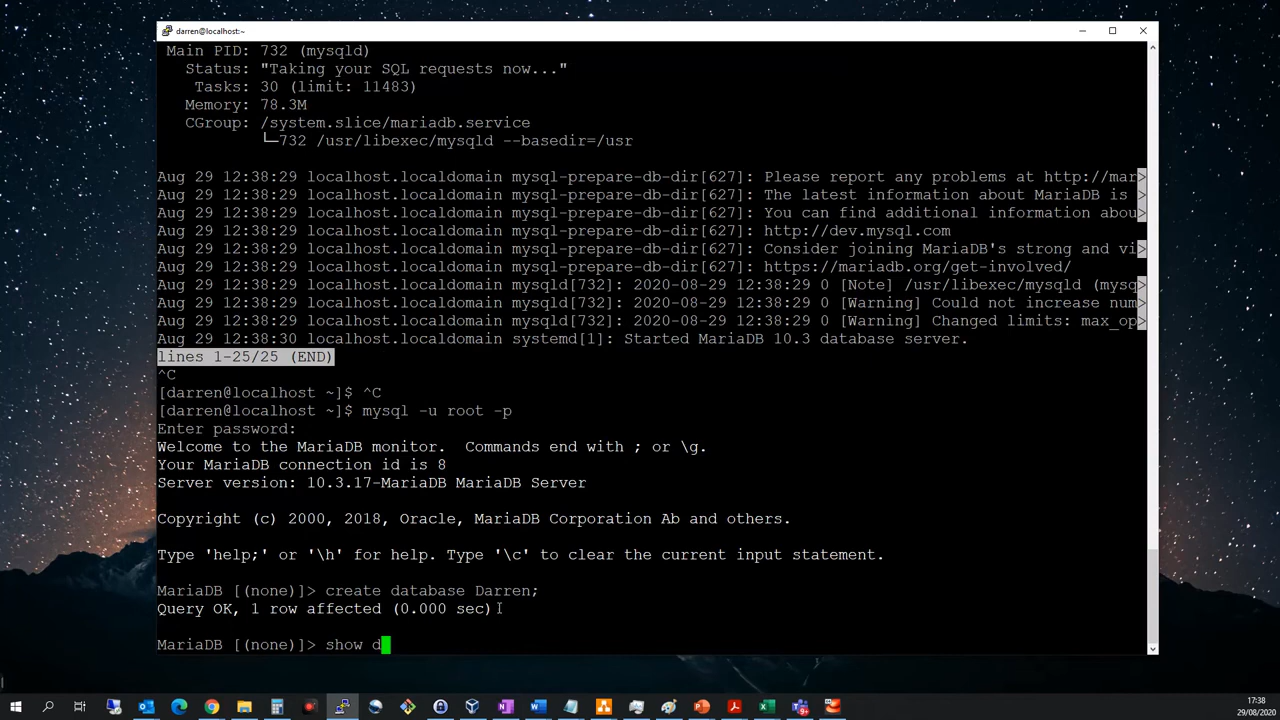 darren@localhost:~
Main PID: 732 (mysqld)
Status: "Taking your SQL requests now..."
Tasks: 30 (limit: 11483)
Memory: 78.3M
CGroup: /system.slice/mariadb.service
└─732 /usr/libexec/mysqld --basedir=/usr
Aug 29 12:38:29 localhost.localdomain mysql-prepare-db-dir[627]: Please report any problems at http://mar>
Aug 29 12:38:29 localhost.localdomain mysql-prepare-db-dir[627]: The latest information about MariaDB is >
Aug 29 12:38:29 localhost.localdomain mysql-prepare-db-dir[627]: You can find additional information abou>
Aug 29 12:38:29 localhost.localdomain mysql-prepare-db-dir[627]: http://dev.mysql.com
Aug 29 12:38:29 localhost.localdomain mysql-prepare-db-dir[627]: Consider joining MariaDB's strong and vi>
Aug 29 12:38:29 localhost.localdomain mysql-prepare-db-dir[627]: https://mariadb.org/get-involved/
Aug 29 12:38:29 localhost.localdomain mysqld[732]: 2020-08-29 12:38:29 0 [Note] /usr/libexec/mysqld (mysq>
Aug 29 12:38:29 localhost.localdomain mysqld[732]: 2020-08-29 12:38:29 0 [Warning] Could not increase num>
Aug 29 12:38:29 localhost.localdomain mysqld[732]: 2020-08-29 12:38:29 0 [Warning] Changed limits: max_op>
Aug 29 12:38:30 localhost.localdomain systemd[1]: Started MariaDB 10.3 database server.
lines 1-25/25 (END)
^C
[darren@localhost ~]$ ^C
[darren@localhost ~]$ mysql -u root -p
Enter password:
Welcome to the MariaDB monitor.  Commands end with ; or \g.
Your MariaDB connection id is 8
Server version: 10.3.17-MariaDB MariaDB Server
Copyright (c) 2000, 2018, Oracle, MariaDB Corporation Ab and others.
Type 'help;' or '\h' for help. Type '\c' to clear the current input statement.
MariaDB [(none)]> create database Darren;
Query OK, 1 row affected (0.000 sec)
MariaDB [(none)]> show d
17:38
29/08/2020